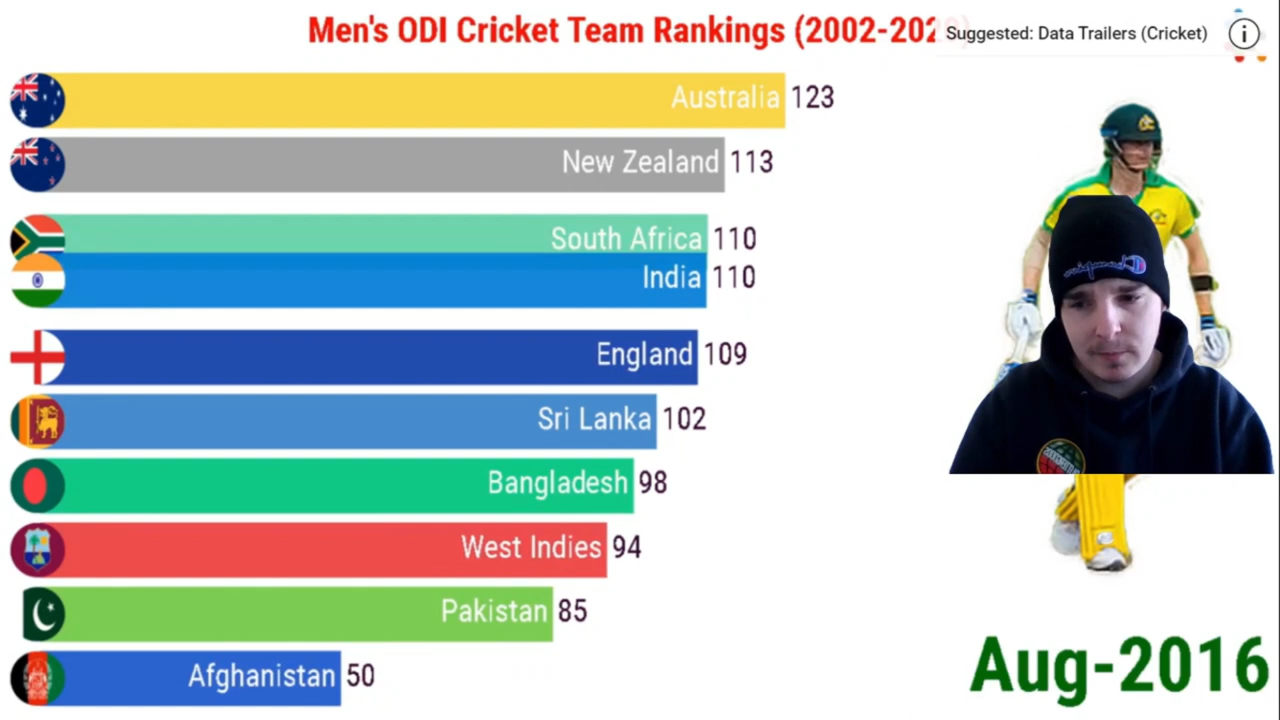 Men's ODI Cricket Team Rankings (2002-202
Suggested: Data Trailers (Cricket)
Australia 123
New Zealand 113
South Africa 110
India 110
England 109
Sri Lanka 102
Bangladesh 98
West Indies 94
Pakistan 85
Afghanistan 50
Champion
Aug-2016